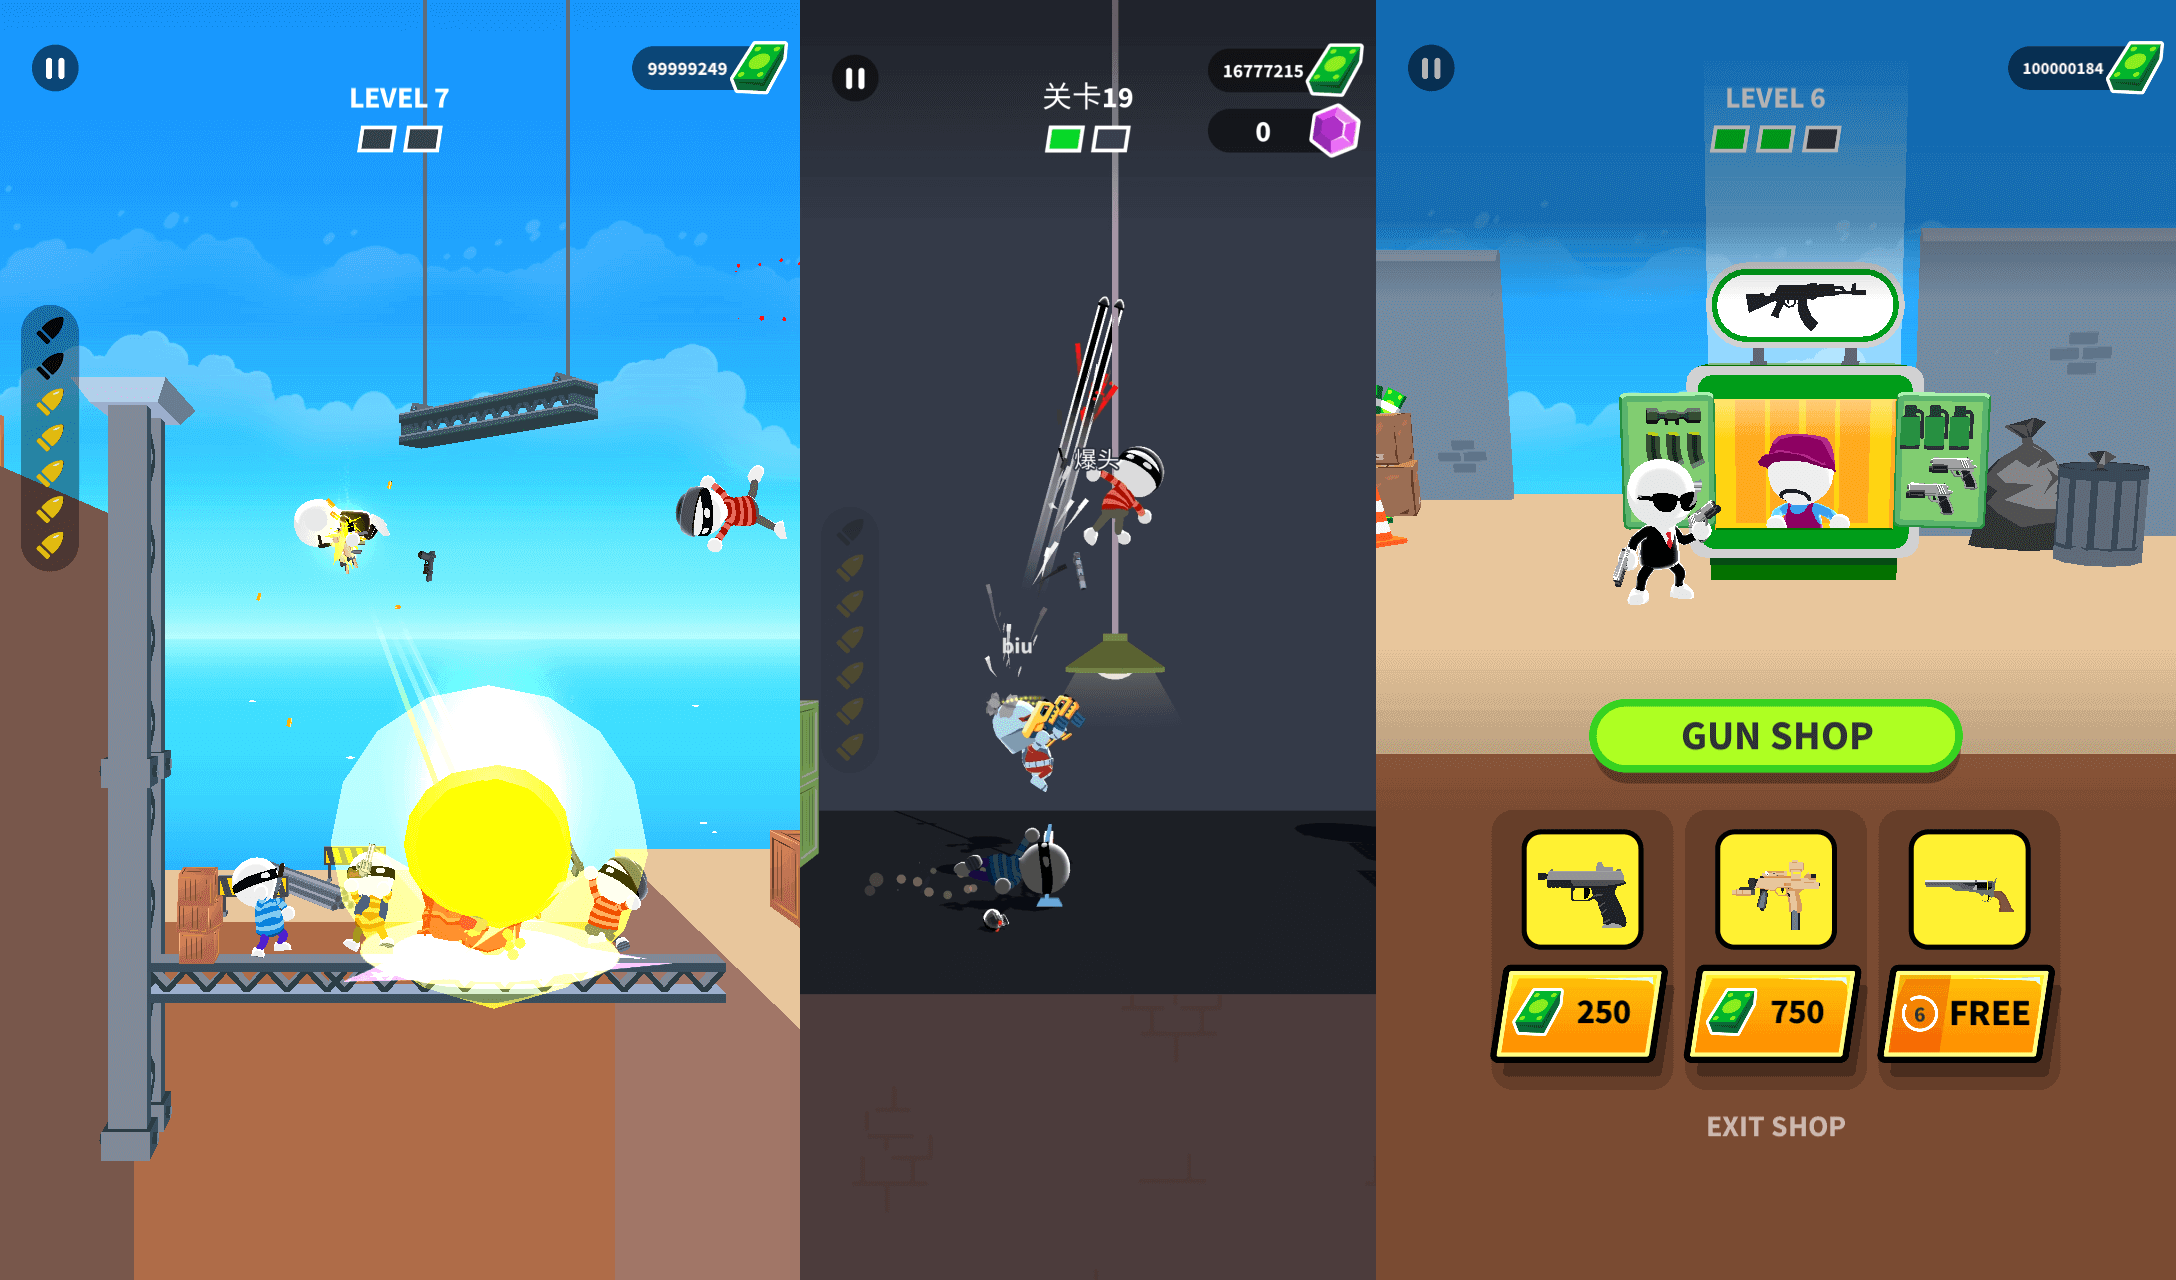 99999249
LEVEL 7
16777215
关卡19
0
爆头
biu
100000184
LEVEL 6
GUN SHOP
250
750
6
FREE
EXIT SHOP